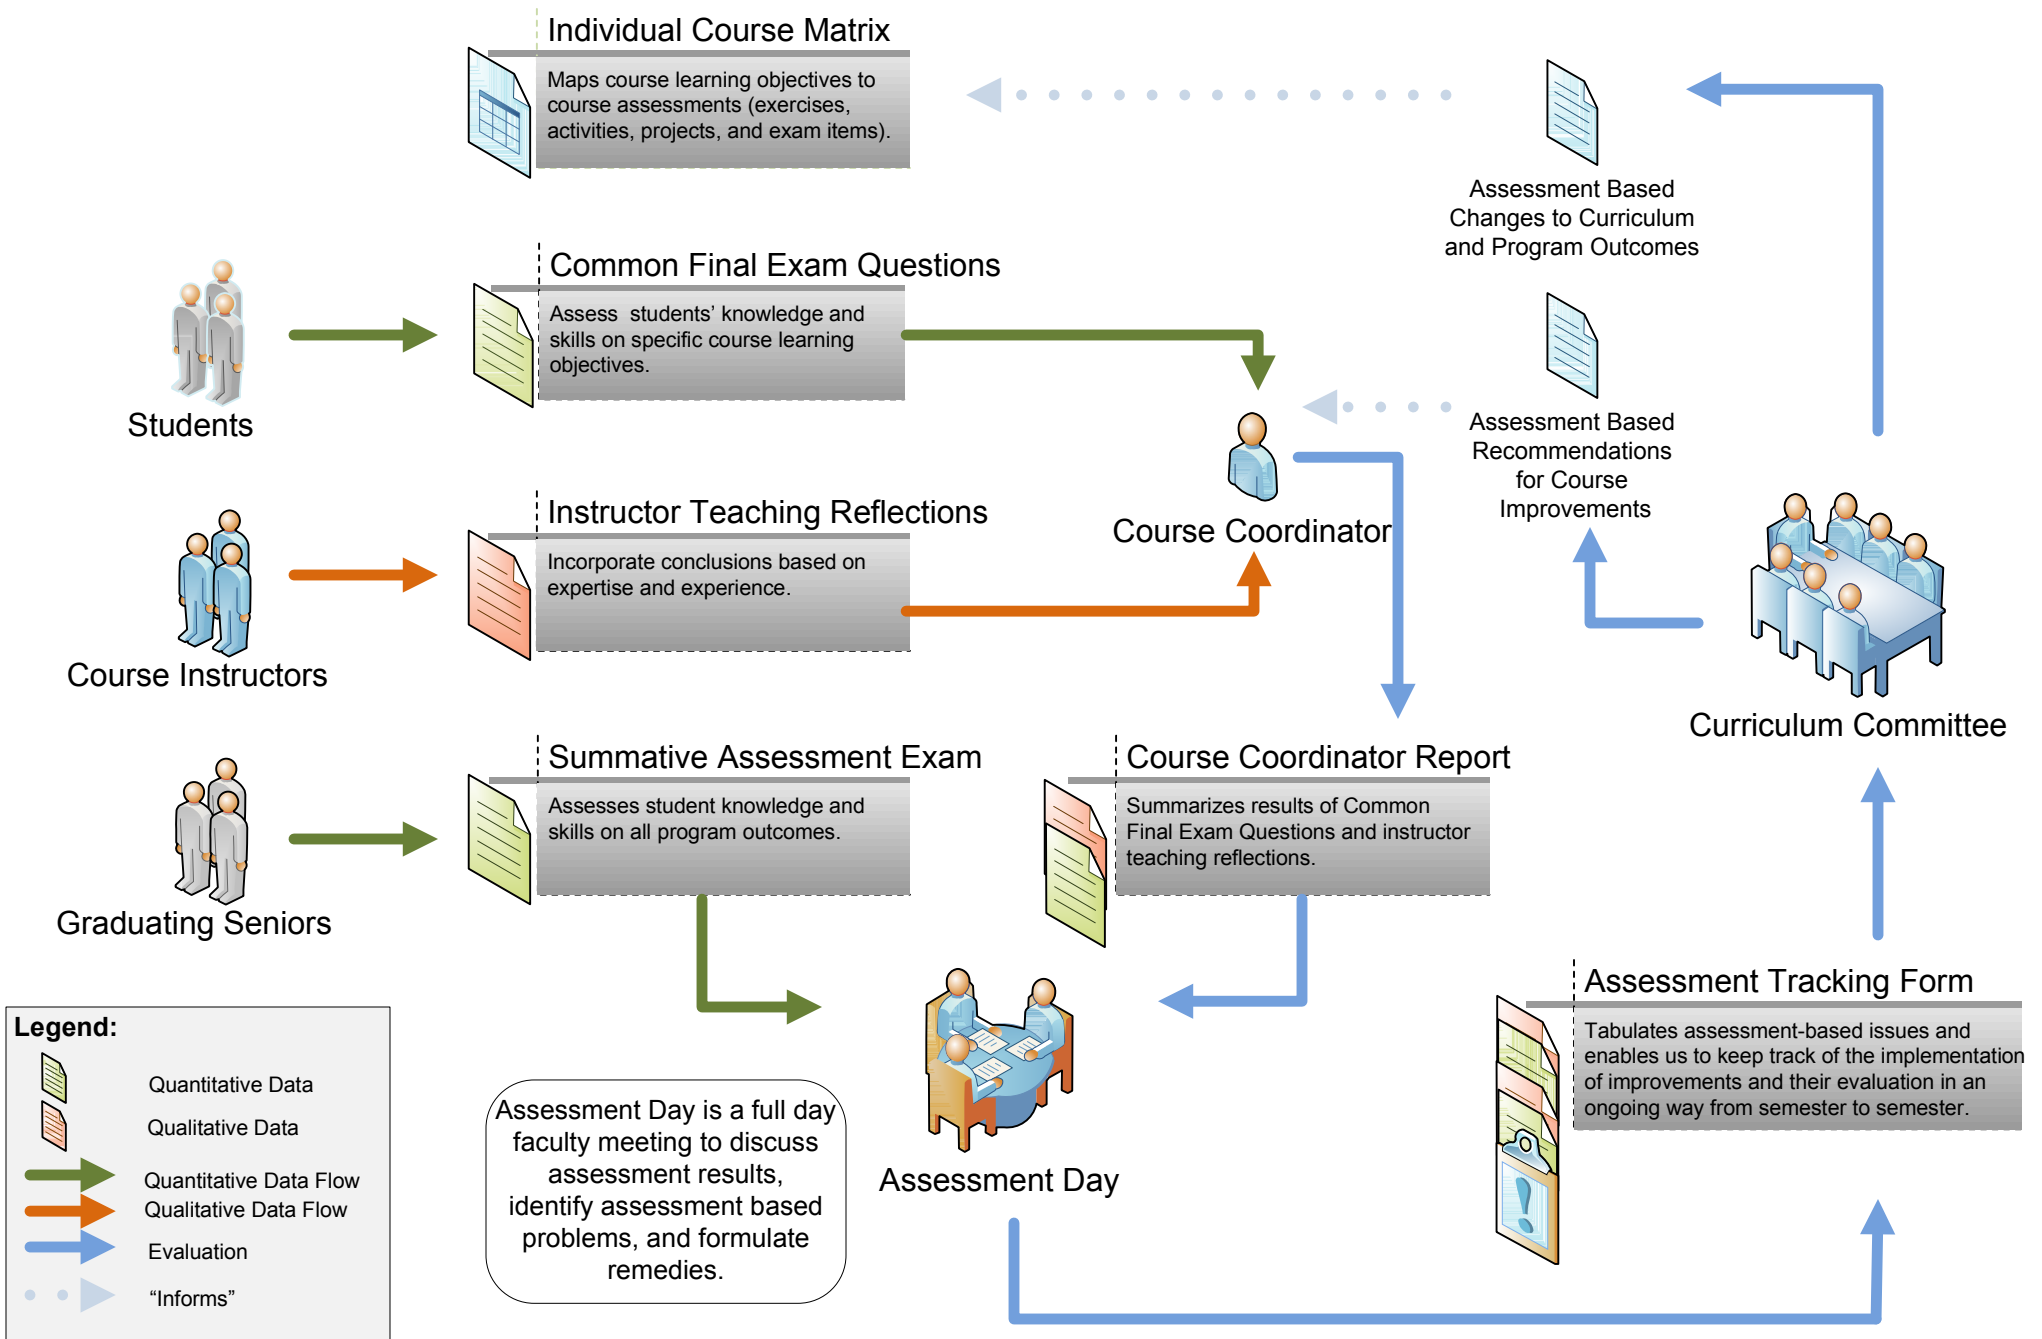 Individual Course Matrix
Maps course learning objectives to
course assessments (exercises,
activities, projects, and exam items).
Assessment Based
Changes to Curriculum
and Program Outcomes
Common Final Exam Questions
Assess students’ knowledge and
skills on specific course learning
objectives.
Students
Assessment Based
Recommendations
for Course
Improvements
Course Coordinator
Instructor Teaching Reflections
Incorporate conclusions based on
expertise and experience.
Course Instructors
Curriculum Committee
Summative Assessment Exam
Assesses student knowledge and
skills on all program outcomes.
Graduating Seniors
Course Coordinator Report
Summarizes results of Common
Final Exam Questions and instructor
teaching reflections.
Assessment Tracking Form
Tabulates assessment-based issues and
enables us to keep track of the implementation
of improvements and their evaluation in an
ongoing way from semester to semester.
Assessment Day is a full day
faculty meeting to discuss
assessment results,
identify assessment based
problems, and formulate
remedies.
Assessment Day
Legend:
Quantitative Data
Qualitative Data
Quantitative Data Flow
Qualitative Data Flow
Evaluation
“Informs”